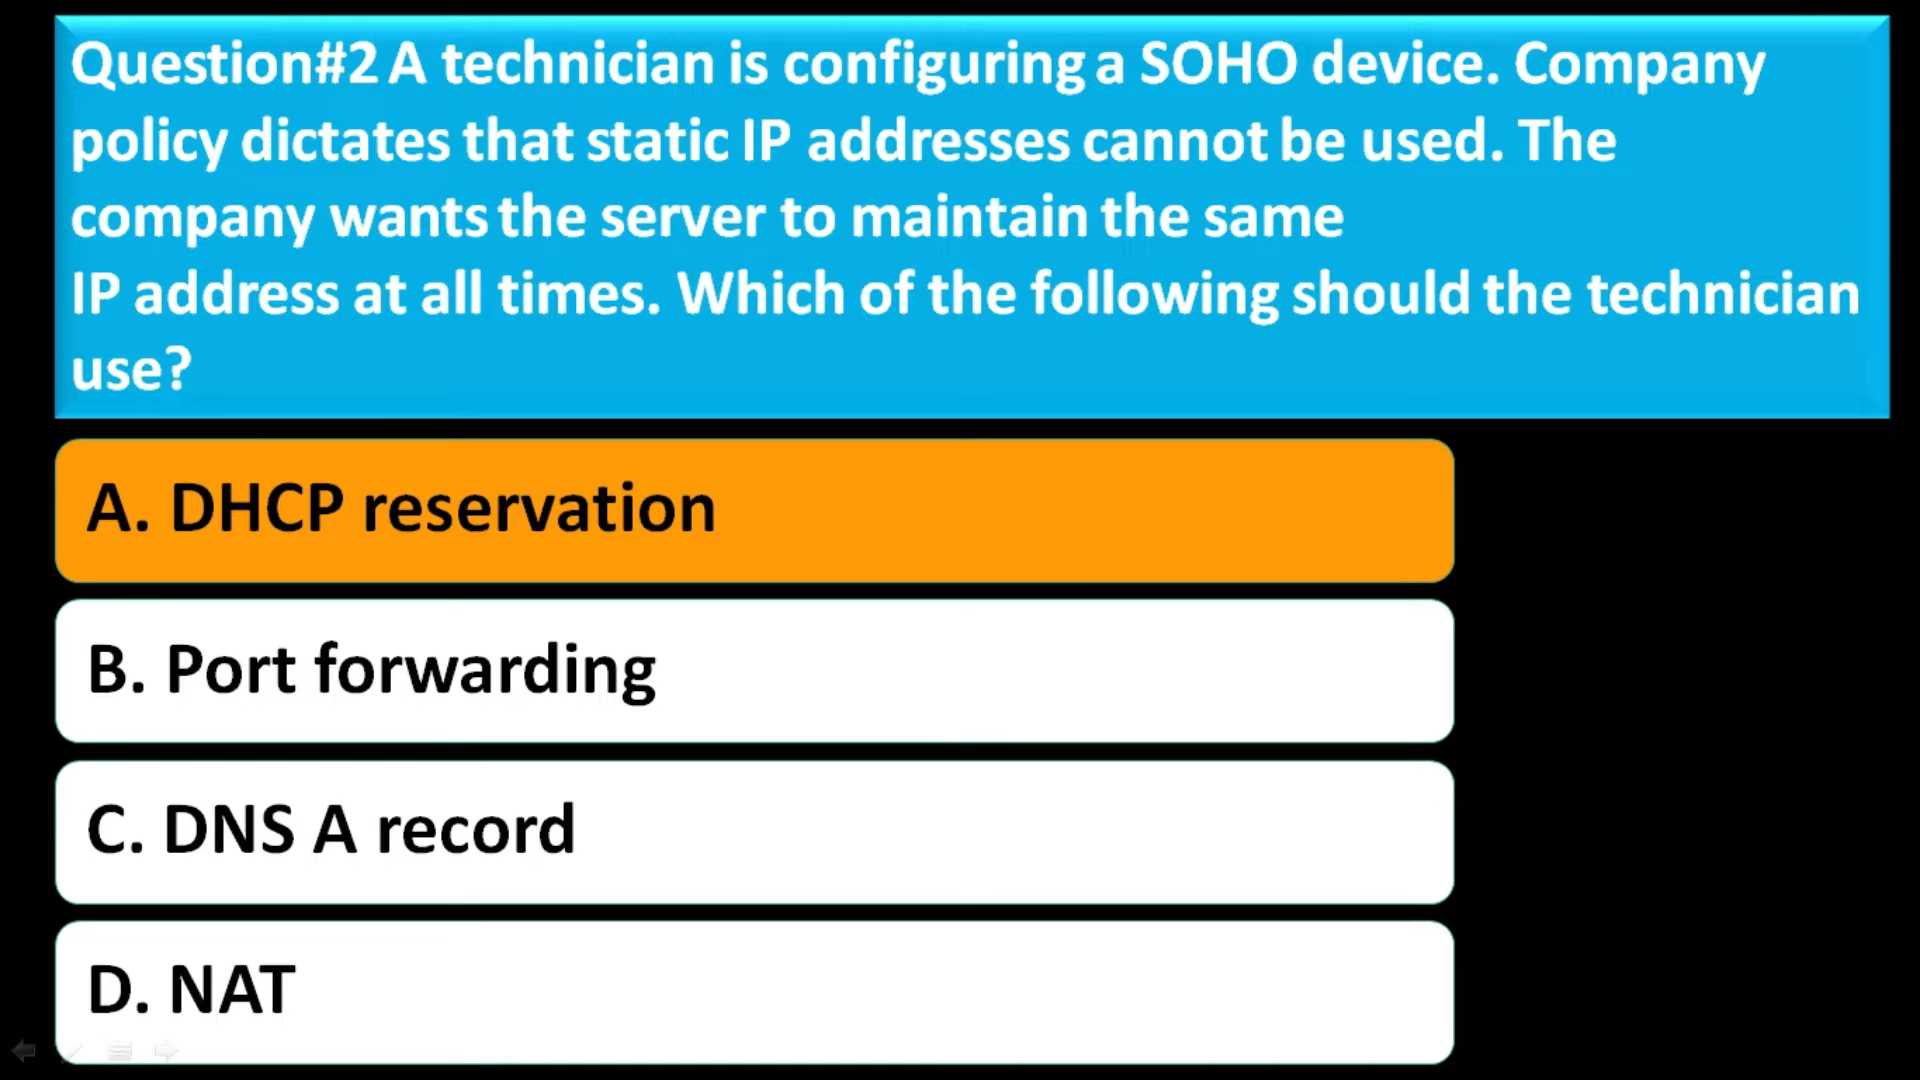 Question#2 A technician is configuring a SOHO device. Company
policy dictates that static IP addresses cannot be used. The
company wants the server to maintain the same
IP address at all times. Which of the following should the technician
use?
A. DHCP reservation
B. Port forwarding
C. DNS A record
D. NAT